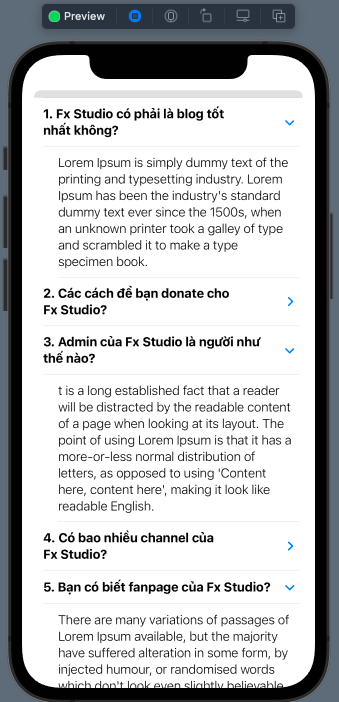 Preview
1. Fx Studio có phải là blog tốt
nhất không?
Lorem Ipsum is simply dummy text of the
printing and typesetting industry. Lorem
Ipsum has been the industry's standard
dummy text ever since the 1500s, when
an unknown printer took a galley of type
and scrambled it to make a type
specimen book.
2. Các cách để bạn donate cho
Fx Studio?
3. Admin của Fx Studio là người như
thế nào?
t is a long established fact that a reader
will be distracted by the readable content
of a page when looking at its layout. The
point of using Lorem Ipsum is that it has a
more-or-less normal distribution of
letters, as opposed to using 'Content
here, content here', making it look like
readable English.
4. Có bao nhiều channel của
Fx Studio?
5. Bạn có biết fanpage của Fx Studio?
There are many variations of passages of
Lorem Ipsum available, but the majority
have suffered alteration in some form, by
injected humour, or randomised words
which don't look even slightly believable